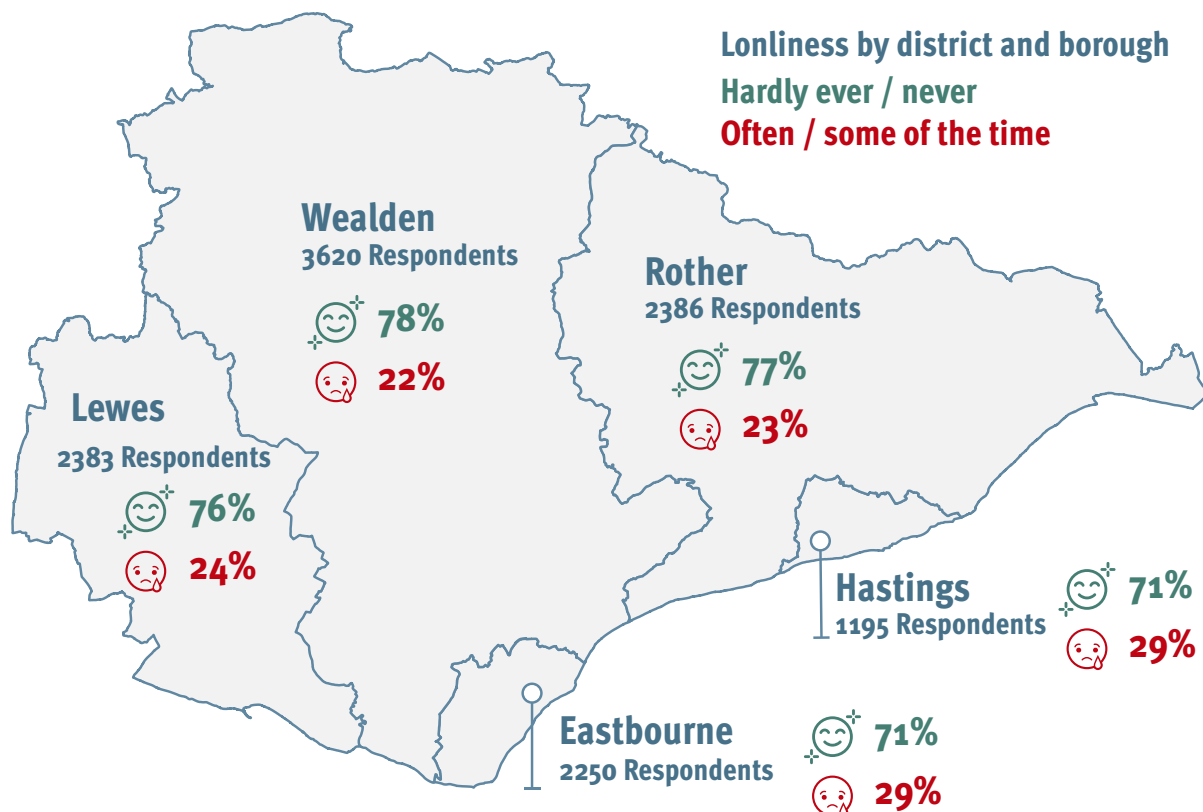 Lonliness by district and borough
Hardly ever / never
Often / some of the time
Wealden
3620 Respondents
78%
22%
Rother
2386 Respondents
77%
23%
Lewes
2383 Respondents
76%
24%
Hastings
1195 Respondents
71%
29%
Eastbourne
2250 Respondents
71%
29%